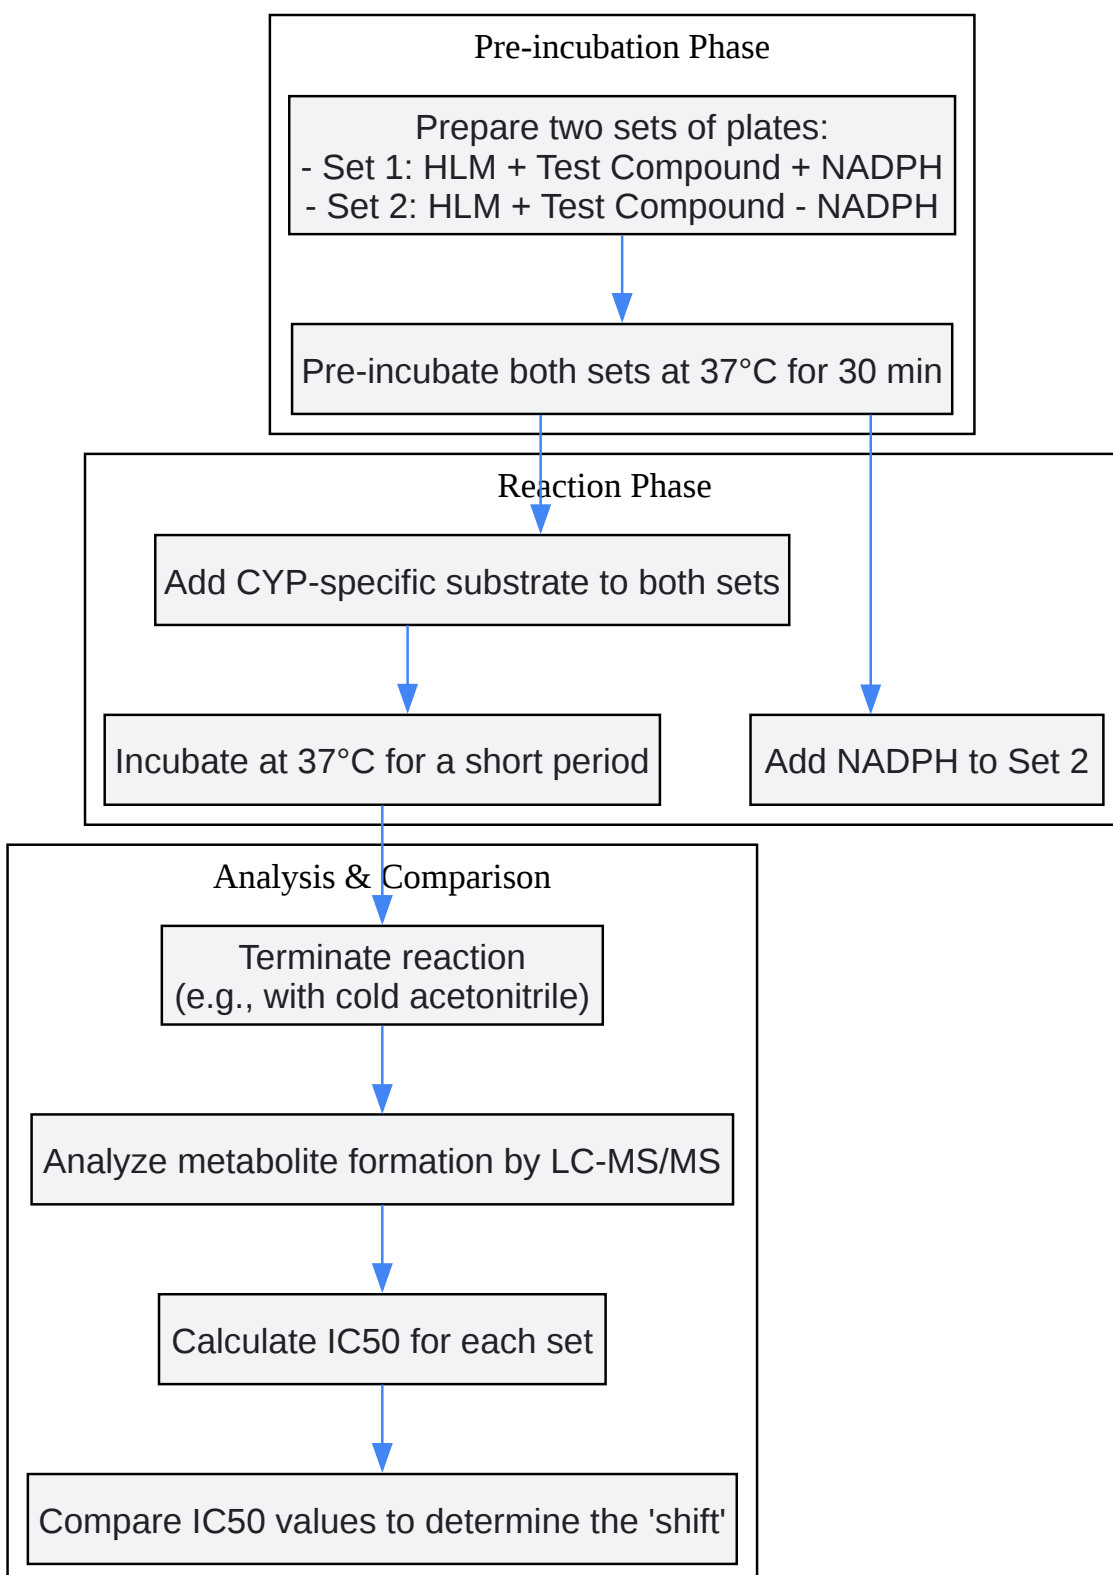 Pre-incubation Phase
Prepare two sets of plates:
- Set 1: HLM + Test Compound + NADPH
- Set 2: HLM + Test Compound - NADPH
Pre-incubate both sets at 37°C for 30 min
Reaction Phase
Add CYP-specific substrate to both sets
Incubate at 37°C for a short period
Add NADPH to Set 2
Analysis & Comparison
Terminate reaction
(e.g., with cold acetonitrile)
Analyze metabolite formation by LC-MS/MS
Calculate IC50 for each set
Compare IC50 values to determine the 'shift'